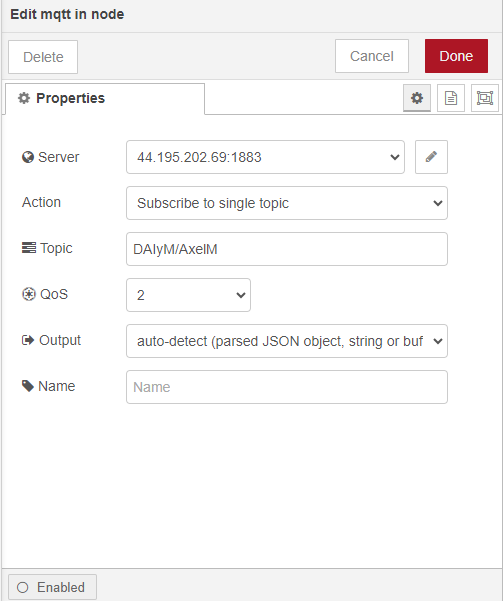 Edit mqtt in node
Delete
Cancel
Done
Properties
Server
44.195.202.69:1883
Action
Subscribe to single topic
Topic
DAIyM/AxelM
QoS
2
Output
auto-detect (parsed JSON object, string or buf
Name
Name
Enabled